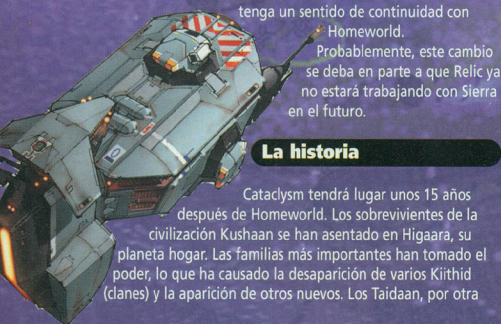 tenga un sentido de continuidad con
Homeworld.
Probablemente, este cambio
se deba en parte a que Relic ya
no estará trabajando con Sierra
en el futuro.
La historia
Cataclysm tendrá lugar unos 15 años
después de Homeworld. Los sobrevivientes de la
civilización Kushaan se han asentado en Higaara, su
planeta hogar. Las familias más importantes han tomado el
poder, lo que ha causado la desaparición de varios Kiithid
(clanes) y la aparición de otros nuevos. Los Taidaan, por otra